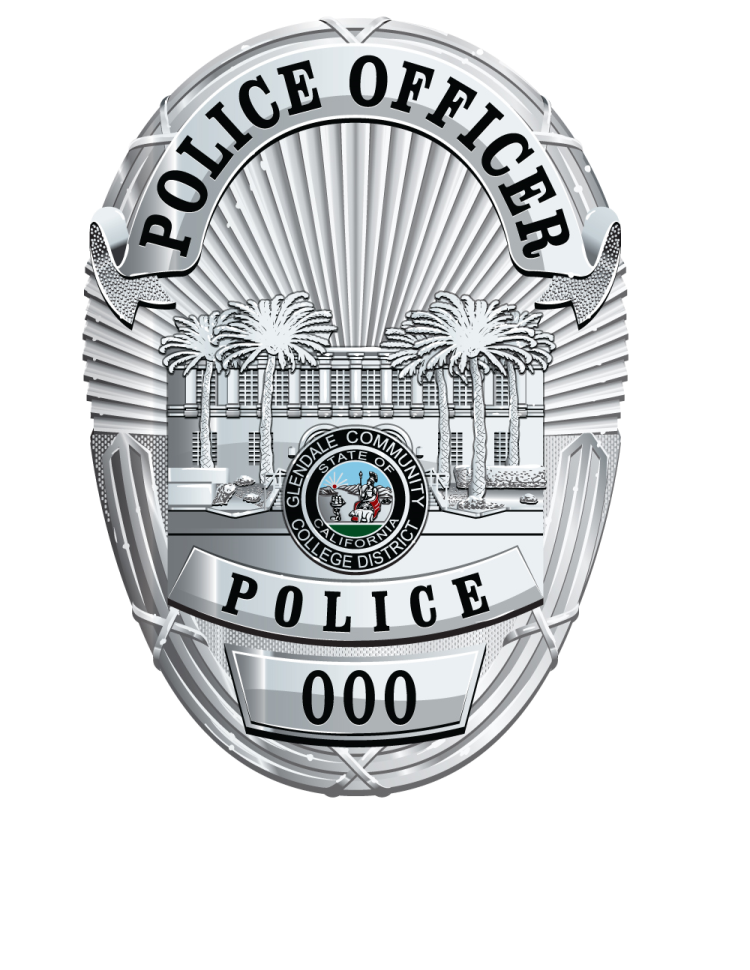 POLICE OFFICER
GLENDALE COMMUNITY
STATE OF
CALIFORNIA
COLLEGE DISTRICT
POLICE
000